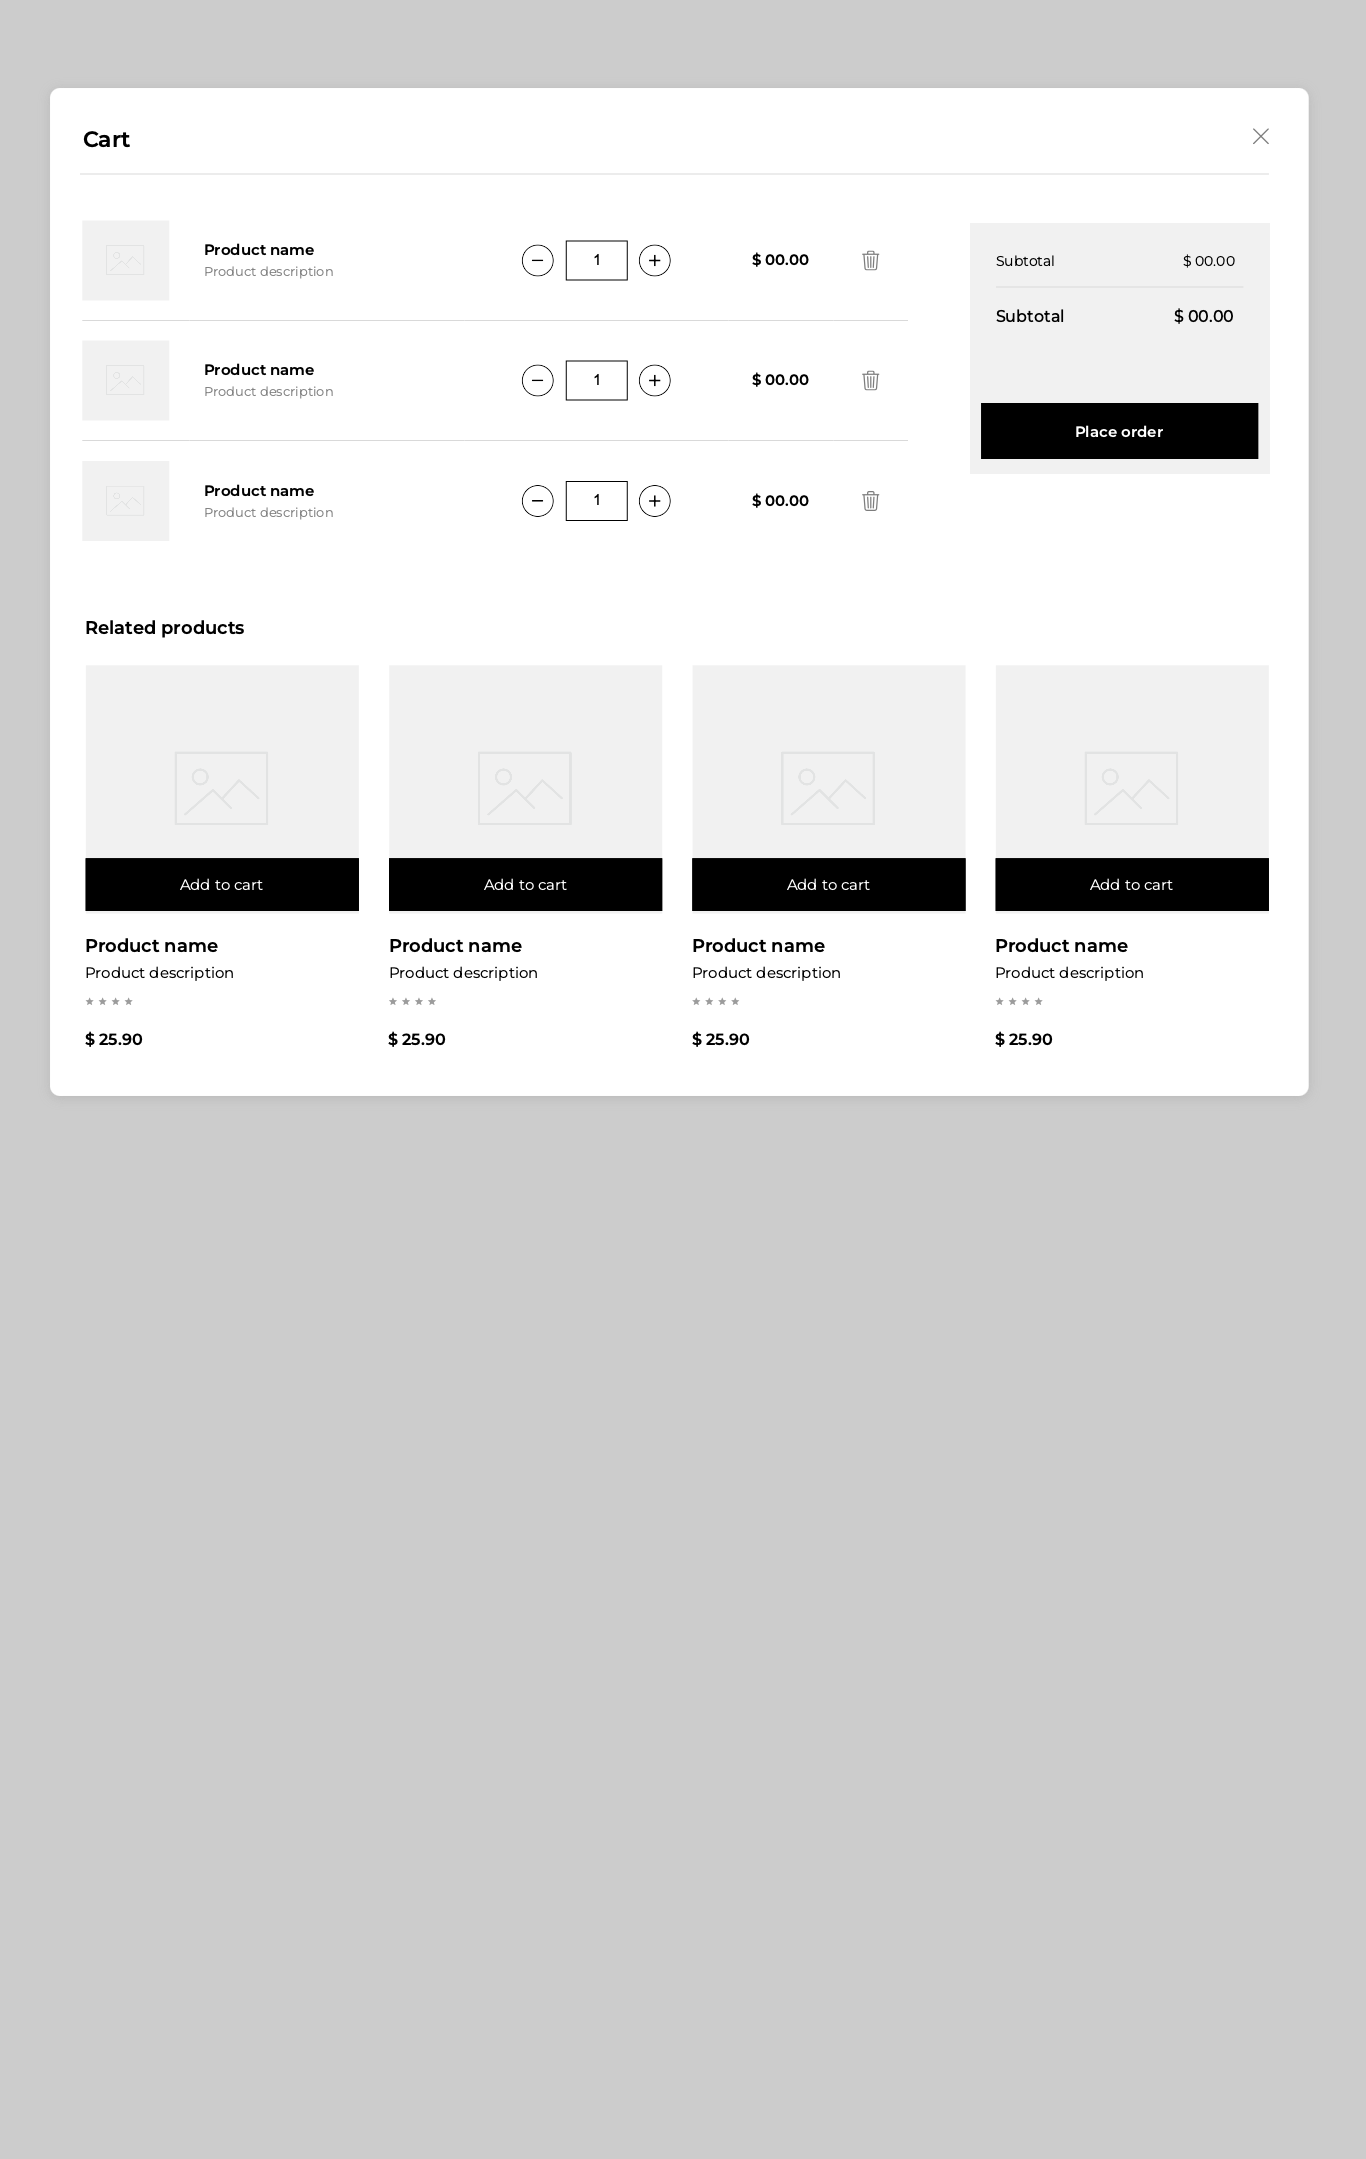 Cart
Product name
Product description
1
$ 00.00
Product name
Product description
1
$ 00.00
Product name
Product description
1
$ 00.00
Subtotal $ 00.00
Subtotal $ 00.00
Place order
Related products
Add to cart
Product name
Product description
$ 25.90
Add to cart
Product name
Product description
$ 25.90
Add to cart
Product name
Product description
$ 25.90
Add to cart
Product name
Product description
$ 25.90